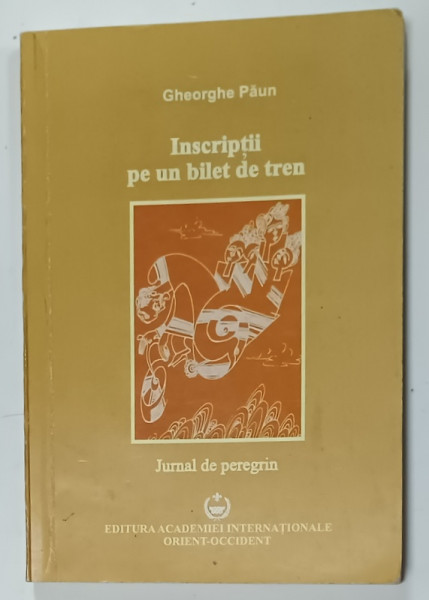 Gheorghe Păun
Inscripții
pe un bilet de tren
Jurnal de peregrin
EDITURA ACADEMIEI INTERNAȚIONALE
ORIENT-OCCIDENT